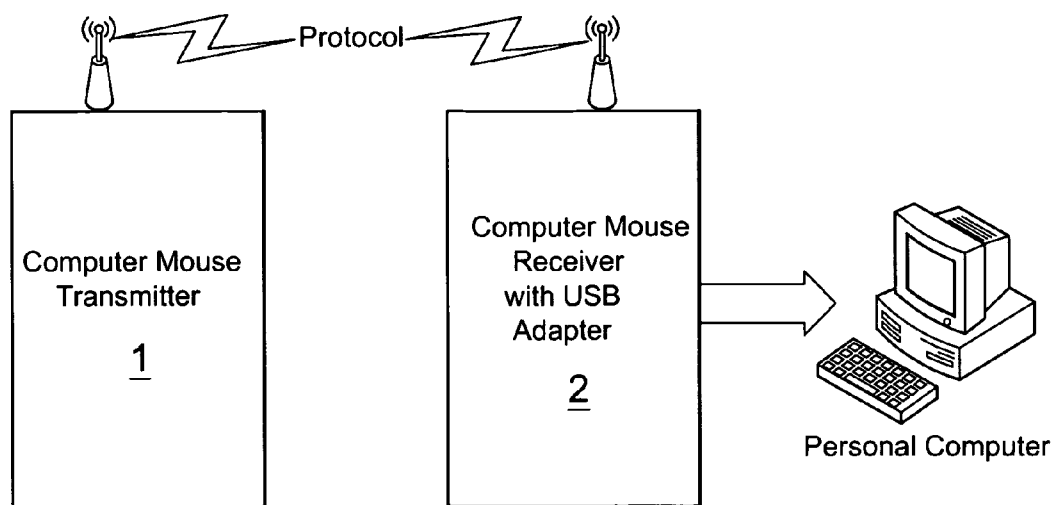 Protocol
Computer Mouse
Transmitter
1
Computer Mouse
Receiver
with USB
Adapter
2
Personal Computer